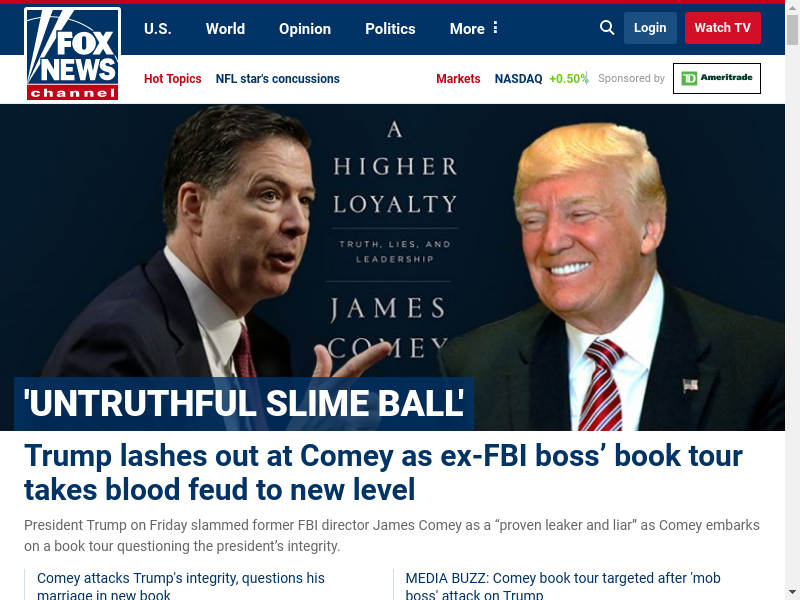 FOX
NEWS
channel
U.S.
World
Opinion
Politics
More
Login
Watch TV
Hot Topics
NFL star's concussions
Markets
NASDAQ
+0.50%
Sponsored by
TD Ameritrade
A
HIGHER
LOYALTY
TRUTH, LIES, AND
LEADERSHIP
JAMES
COMEY
'UNTRUTHFUL SLIME BALL'
Trump lashes out at Comey as ex-FBI boss’ book tour
takes blood feud to new level
President Trump on Friday slammed former FBI director James Comey as a “proven leaker and liar” as Comey embarks
on a book tour questioning the president’s integrity.
Comey attacks Trump's integrity, questions his
marriage in new book
MEDIA BUZZ: Comey book tour targeted after 'mob
boss' attack on Trump